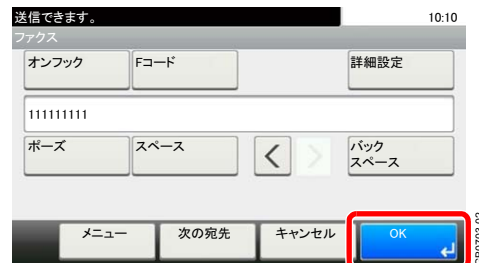 送信できます。 10:10
ファクス
オンフック Fコード 詳細設定
111111111
ポーズ スペース バック
スペース
メニュー 次の宛先 キャンセル OK